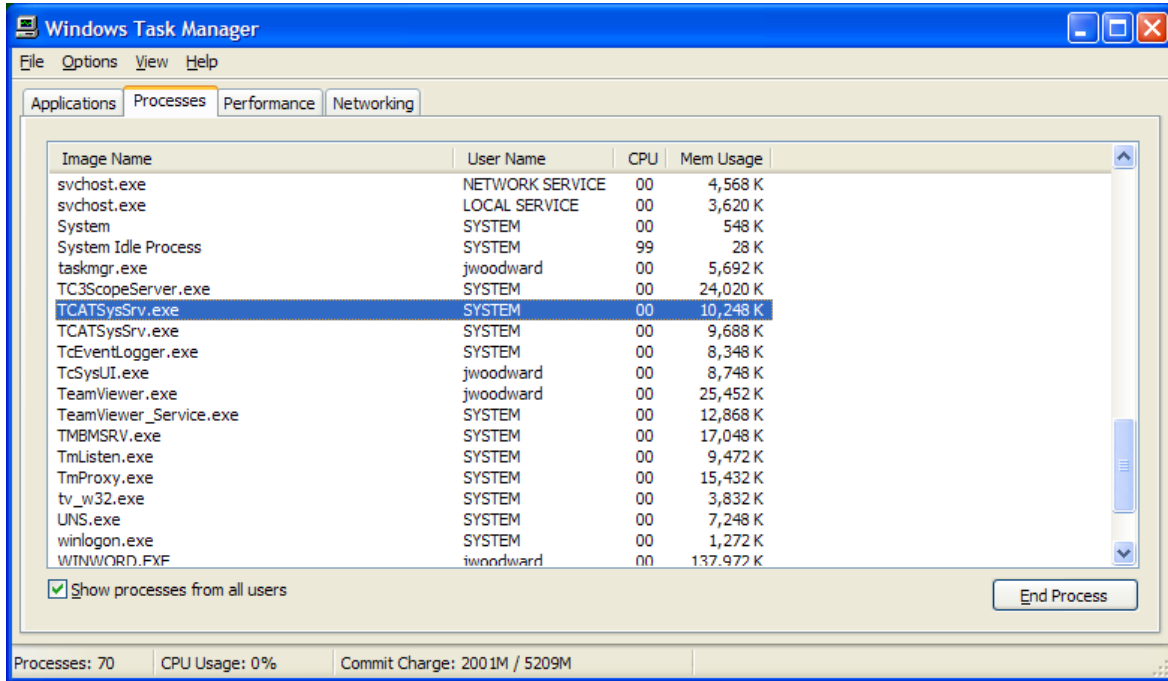 Windows Task Manager
File Options View Help
Applications Processes Performance Networking
Image Name User Name CPU Mem Usage
svchost.exe NETWORK SERVICE 00 4,568 K
svchost.exe LOCAL SERVICE 00 3,620 K
System SYSTEM 00 548 K
System Idle Process SYSTEM 99 28 K
taskmgr.exe jwoodward 00 5,692 K
TC3ScopeServer.exe SYSTEM 00 24,020 K
TCATSysSrv.exe SYSTEM 00 10,248 K
TCATSysSrv.exe SYSTEM 00 9,688 K
TcEventLogger.exe SYSTEM 00 8,348 K
TcSysUI.exe jwoodward 00 8,748 K
TeamViewer.exe jwoodward 00 25,452 K
TeamViewer_Service.exe SYSTEM 00 12,868 K
TMBMSRV.exe SYSTEM 00 17,048 K
TmListen.exe SYSTEM 00 9,472 K
TmProxy.exe SYSTEM 00 15,432 K
tv_w32.exe SYSTEM 00 3,832 K
UNS.exe SYSTEM 00 7,248 K
winlogon.exe SYSTEM 00 1,272 K
WINWORD.EXE jwoodward 00 137,972 K
Show processes from all users
End Process
Processes: 70 CPU Usage: 0% Commit Charge: 2001M / 5209M